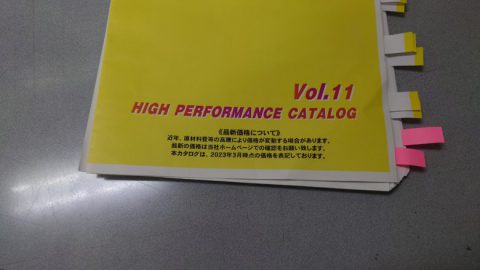 Vol.11
HIGH PERFORMANCE CATALOG
《最新価格について》
近年、原材料費等の高騰により価格が変動する場合があります。
最新の価格は当社ホームページでの確認をお願い致します。
本カタログは、2023年3月時点の価格を表記しております。